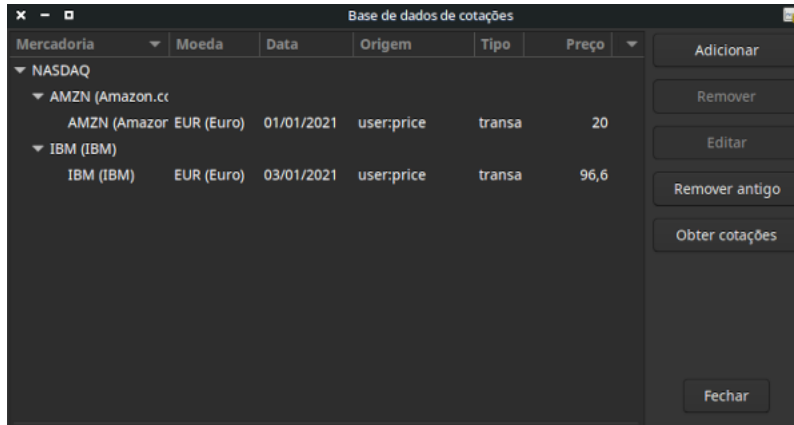 Base de dados de cotações
Mercadoria Moeda Data Origem Tipo Preço
Adicionar
NASDAQ
AMZN (Amazon.cc
Remover
AMZN (Amazor EUR (Euro) 01/01/2021 user:price transa 20
Editar
IBM (IBM)
IBM (IBM) EUR (Euro) 03/01/2021 user:price transa 96,6
Remover antigo
Obter cotações
Fechar